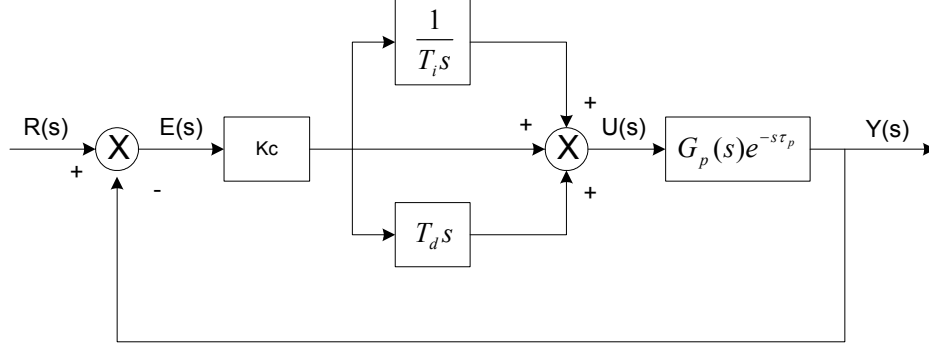 1
T_i s
+
R(s)
E(s)
Kc
+
U(s)
G_p(s)e^{-sτ_p}
Y(s)
+
-
+
T_d s